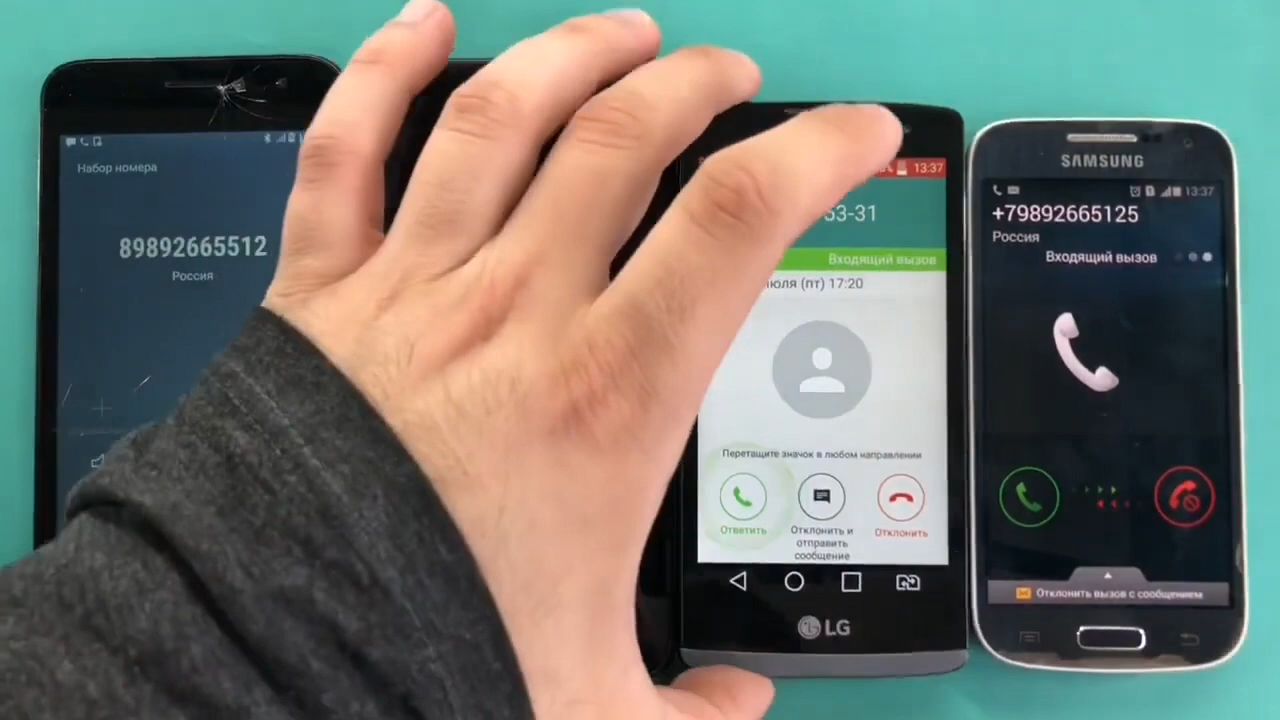 Набор номера
89892665512
Россия
13:37
53-31
Входящий вызов
(пт) 17:20
Перетащите значок в любом направлении
Ответить
Отклонить и
отправить
сообщение
Отклонить
LG
SAMSUNG
13:37
+79892665125
Россия
Входящий вызов
Отклонить вызов с сообщением